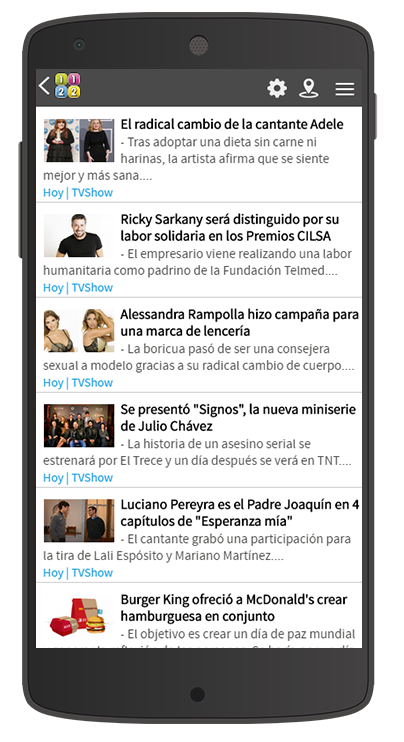 1 1
2 2
El radical cambio de la cantante Adele
- Tras adoptar una dieta sin carne ni
harinas, la artista afirma que se siente
mejor y más sana....
Hoy | TVShow
Ricky Sarkany será distinguido por su
labor solidaria en los Premios CILSA
- El empresario viene realizando una labor
humanitaria como padrino de la Fundación Telmed....
Hoy | TVShow
Alessandra Rampolla hizo campaña para
una marca de lencería
- La boricua pasó de ser una consejera
sexual a modelo gracias a su radical cambio de cuerpo....
Hoy | TVShow
Se presentó "Signos", la nueva miniserie
de Julio Chávez
- La historia de un asesino serial se
estrenará por El Trece y un día después se verá en TNT....
Hoy | TVShow
Luciano Pereyra es el Padre Joaquín en 4
capítulos de "Esperanza mía"
- El cantante grabó una participación para
la tira de Lali Espósito y Mariano Martínez....
Hoy | TVShow
Burger King ofreció a McDonald's crear
hamburguesa en conjunto
- El objetivo es crear un día de paz mundial